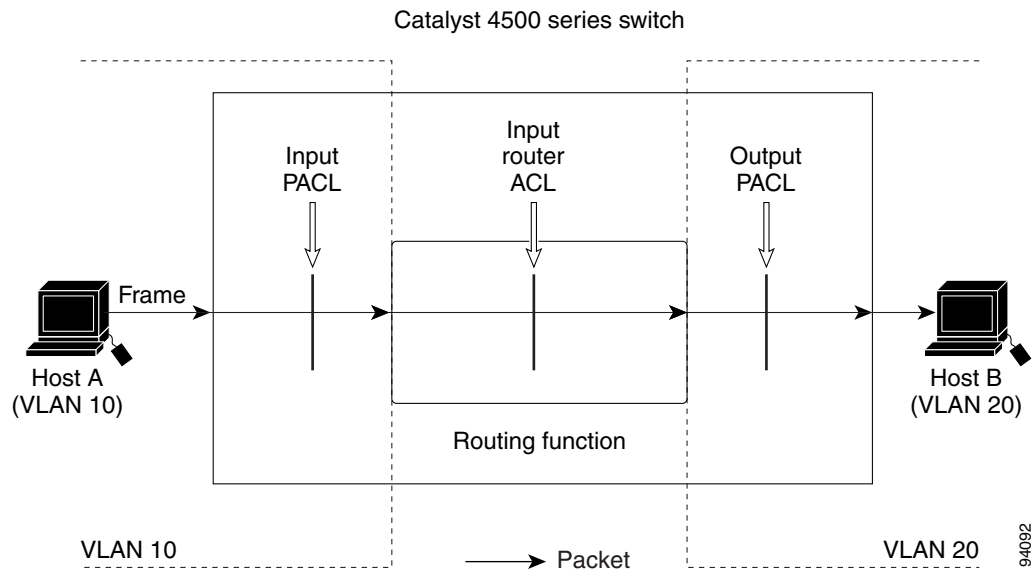 Catalyst 4500 series switch
Input
PACL
Input
router
ACL
Output
PACL
Frame
Host A
(VLAN 10)
Host B
(VLAN 20)
Routing function
VLAN 10
Packet
VLAN 20
94092